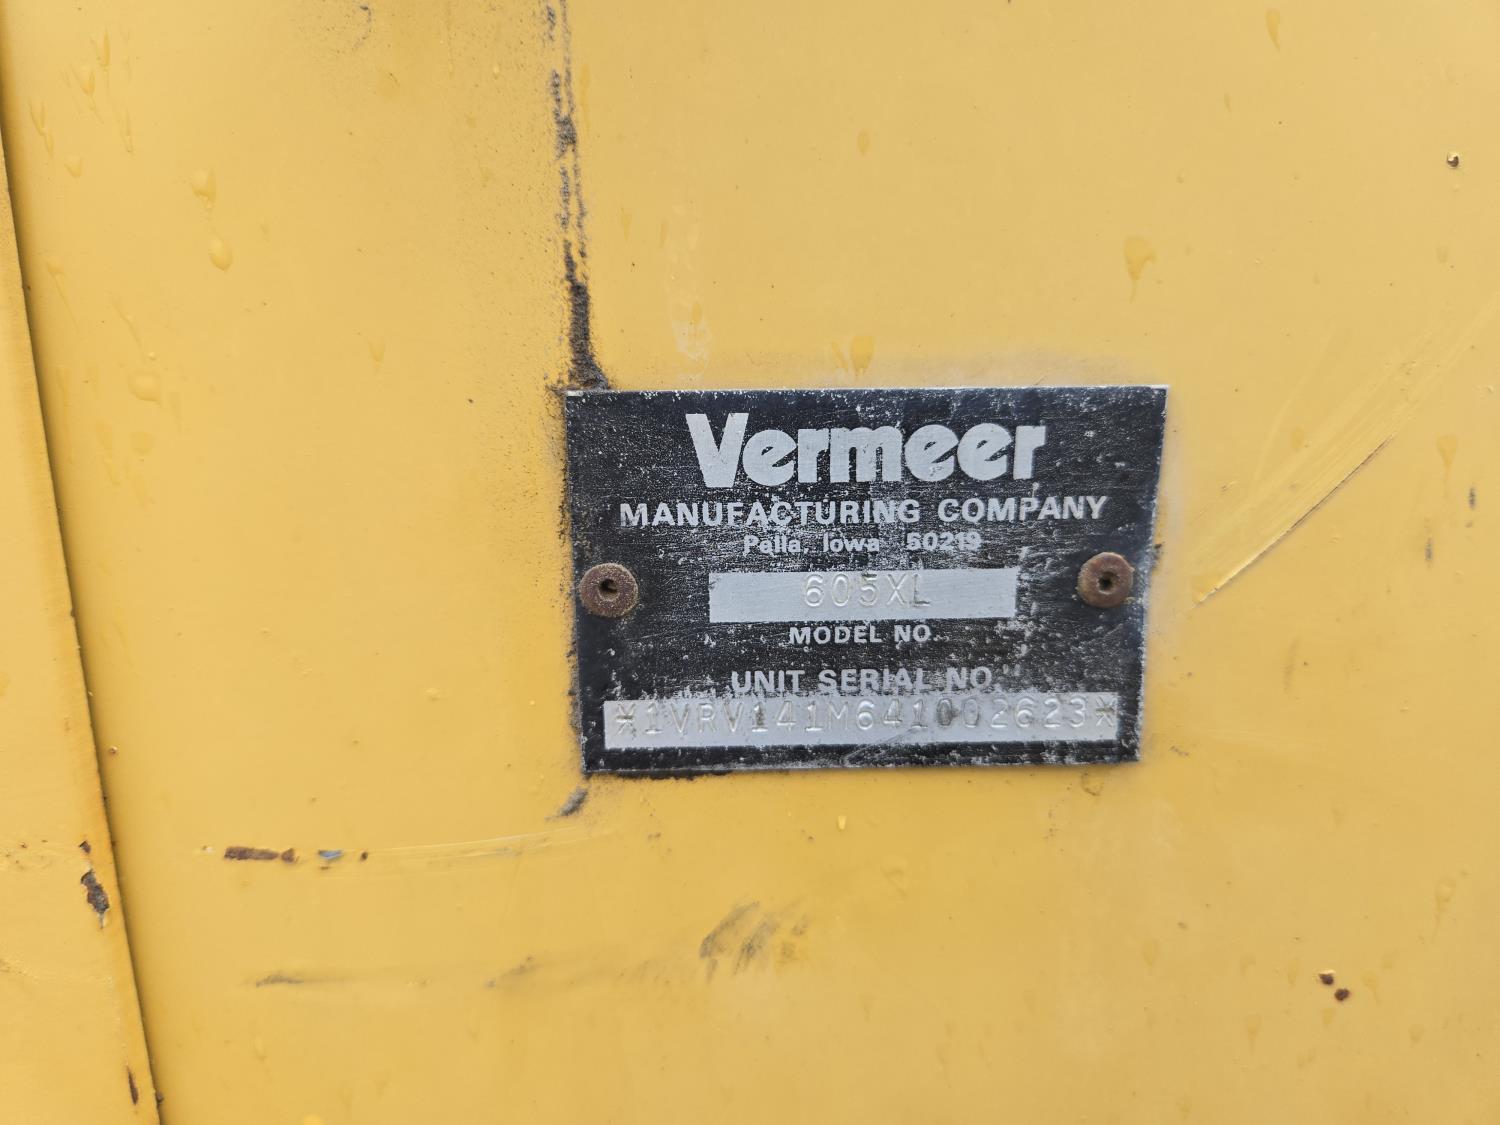 Vermeer
MANUFACTURING COMPANY
Pella, Iowa 50219
605XL
MODEL NO.
UNIT SERIAL NO.
*1VRV141M641002623*